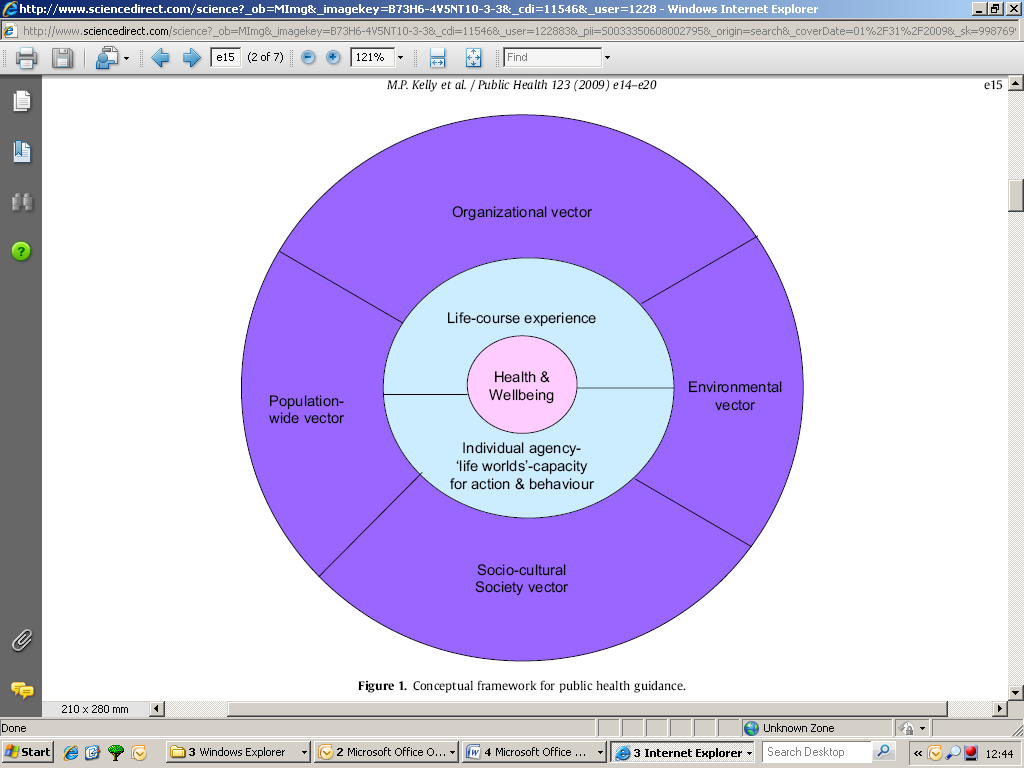 http://www.sciencedirect.com/science?_ob=MImg&_imagekey=B73H6-4V5NT10-3-3&_cdi=11546&_user=1228 - Windows Internet Explorer
http://www.sciencedirect.com/science?_ob=MImg&_imagekey=B73H6-4V5NT10-3-3&_cdi=11546&_user=122883&_pii=S0033350608002795&_origin=search&_coverDate=01%2F31%2F2009&_sk=998769
e15 (2 of 7) 121% Find
M.P. Kelly et al. / Public Health 123 (2009) e14–e20 e15
Organizational vector
Life-course experience
Health &
Wellbeing
Environmental
vector
Population-
wide vector
Individual agency-
‘life worlds’-capacity
for action & behaviour
Socio-cultural
Society vector
Figure 1. Conceptual framework for public health guidance.
210 x 280 mm
Done Unknown Zone
Start 3 Windows Explorer 2 Microsoft Office O... 4 Microsoft Office ... 3 Internet Explorer Search Desktop « 12:44